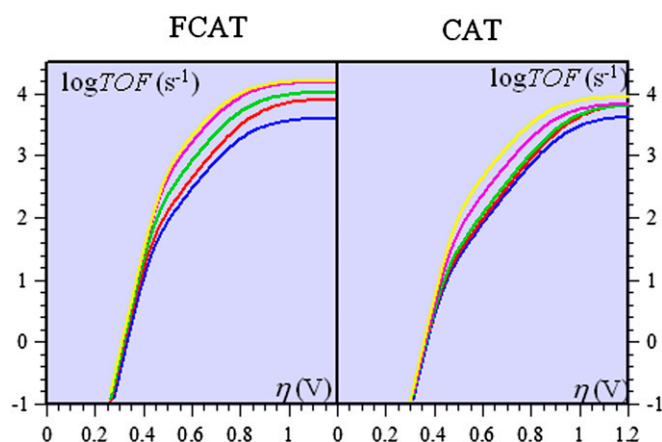 FCAT CAT
logTOF (s⁻¹) logTOF (s⁻¹)
4 4
3 3
2 2
1 1
0 0
-1 η (V) η (V) -1
0 0.2 0.4 0.6 0.8 1 0 0.2 0.4 0.6 0.8 1 1.2